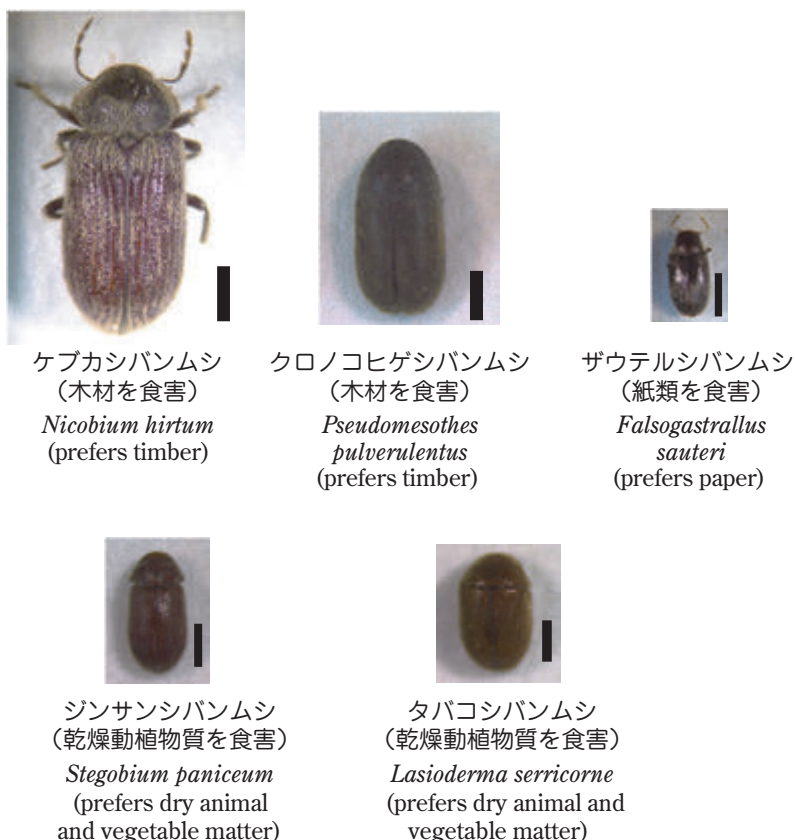 ケブカシバンムシ
（木材を食害）
Nicobium hirtum
(prefers timber)
クロノコヒゲシバンムシ
（木材を食害）
Pseudomesothes
pulverulentus
(prefers timber)
ザウテルシバンムシ
（紙類を食害）
Falsogastrallus
sauteri
(prefers paper)
ジンサンシバンムシ
（乾燥動植物質を食害）
Stegobium paniceum
(prefers dry animal
and vegetable matter)
タバコシバンムシ
（乾燥動植物質を食害）
Lasioderma serricorne
(prefers dry animal and
vegetable matter)